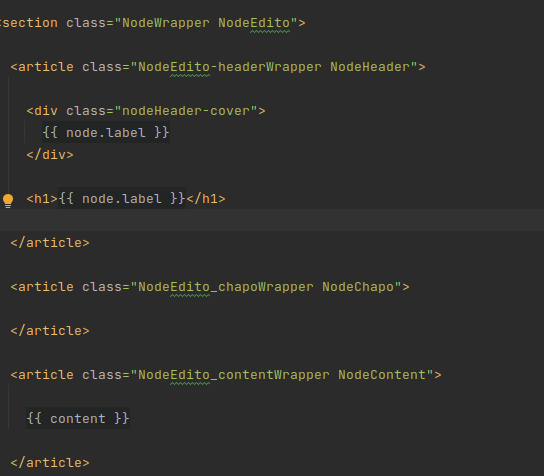 <section class="NodeWrapper NodeEdito">
<article class="NodeEdito-headerWrapper NodeHeader">
<div class="nodeHeader-cover">
{{ node.label }}
</div>
<h1>{{ node.label }}</h1>
</article>
<article class="NodeEdito_chapoWrapper NodeChapo">
</article>
<article class="NodeEdito_contentWrapper NodeContent">
{{ content }}
</article>